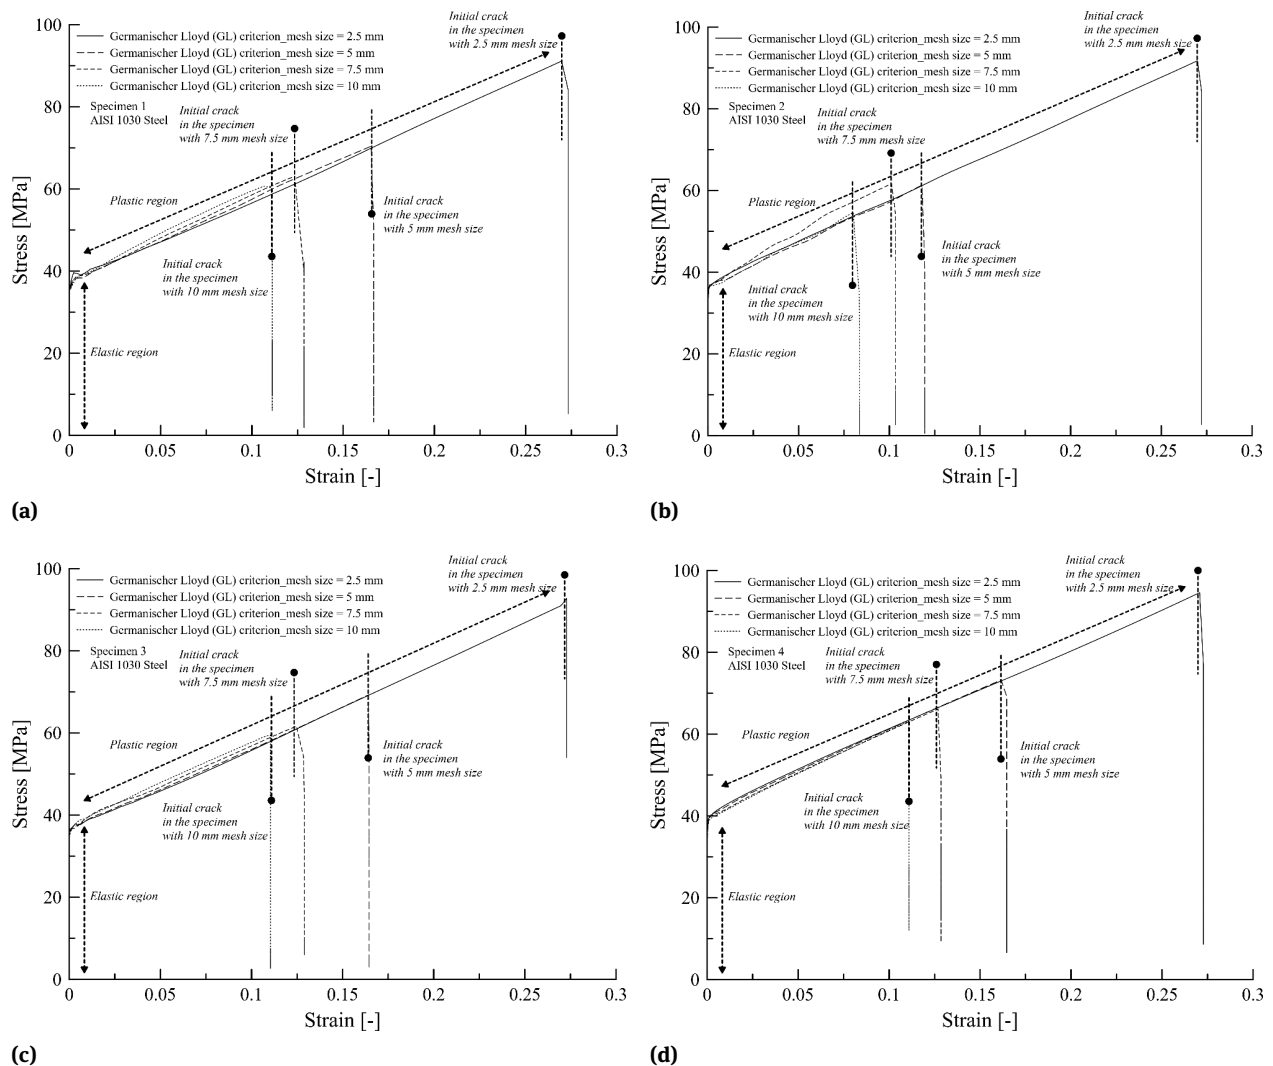 Germanischer Lloyd (GL) criterion_mesh size = 2.5 mm
Germanischer Lloyd (GL) criterion_mesh size = 5 mm
Germanischer Lloyd (GL) criterion_mesh size = 7.5 mm
Germanischer Lloyd (GL) criterion_mesh size = 10 mm
Specimen 1
AISI 1030 Steel
Initial crack
in the specimen
with 2.5 mm mesh size
Initial crack
in the specimen
with 7.5 mm mesh size
Plastic region
Initial crack
in the specimen
with 5 mm mesh size
Initial crack
in the specimen
with 10 mm mesh size
Elastic region
Stress [MPa]
100
80
60
40
20
0
0
0.05
0.1
0.15
0.2
0.25
0.3
Strain [-]
(a)
Germanischer Lloyd (GL) criterion_mesh size = 2.5 mm
Germanischer Lloyd (GL) criterion_mesh size = 5 mm
Germanischer Lloyd (GL) criterion_mesh size = 7.5 mm
Germanischer Lloyd (GL) criterion_mesh size = 10 mm
Specimen 2
AISI 1030 Steel
Initial crack
in the specimen
with 2.5 mm mesh size
Initial crack
in the specimen
with 7.5 mm mesh size
Plastic region
Initial crack
in the specimen
with 5 mm mesh size
Initial crack
in the specimen
with 10 mm mesh size
Elastic region
Stress [MPa]
100
80
60
40
20
0
0
0.05
0.1
0.15
0.2
0.25
0.3
Strain [-]
(b)
Germanischer Lloyd (GL) criterion_mesh size = 2.5 mm
Germanischer Lloyd (GL) criterion_mesh size = 5 mm
Germanischer Lloyd (GL) criterion_mesh size = 7.5 mm
Germanischer Lloyd (GL) criterion_mesh size = 10 mm
Specimen 3
AISI 1030 Steel
Initial crack
in the specimen
with 2.5 mm mesh size
Initial crack
in the specimen
with 7.5 mm mesh size
Plastic region
Initial crack
in the specimen
with 5 mm mesh size
Initial crack
in the specimen
with 10 mm mesh size
Elastic region
Stress [MPa]
100
80
60
40
20
0
0
0.05
0.1
0.15
0.2
0.25
0.3
Strain [-]
(c)
Germanischer Lloyd (GL) criterion_mesh size = 2.5 mm
Germanischer Lloyd (GL) criterion_mesh size = 5 mm
Germanischer Lloyd (GL) criterion_mesh size = 7.5 mm
Germanischer Lloyd (GL) criterion_mesh size = 10 mm
Specimen 4
AISI 1030 Steel
Initial crack
in the specimen
with 2.5 mm mesh size
Initial crack
in the specimen
with 7.5 mm mesh size
Plastic region
Initial crack
in the specimen
with 5 mm mesh size
Initial crack
in the specimen
with 10 mm mesh size
Elastic region
Stress [MPa]
100
80
60
40
20
0
0
0.05
0.1
0.15
0.2
0.25
0.3
Strain [-]
(d)